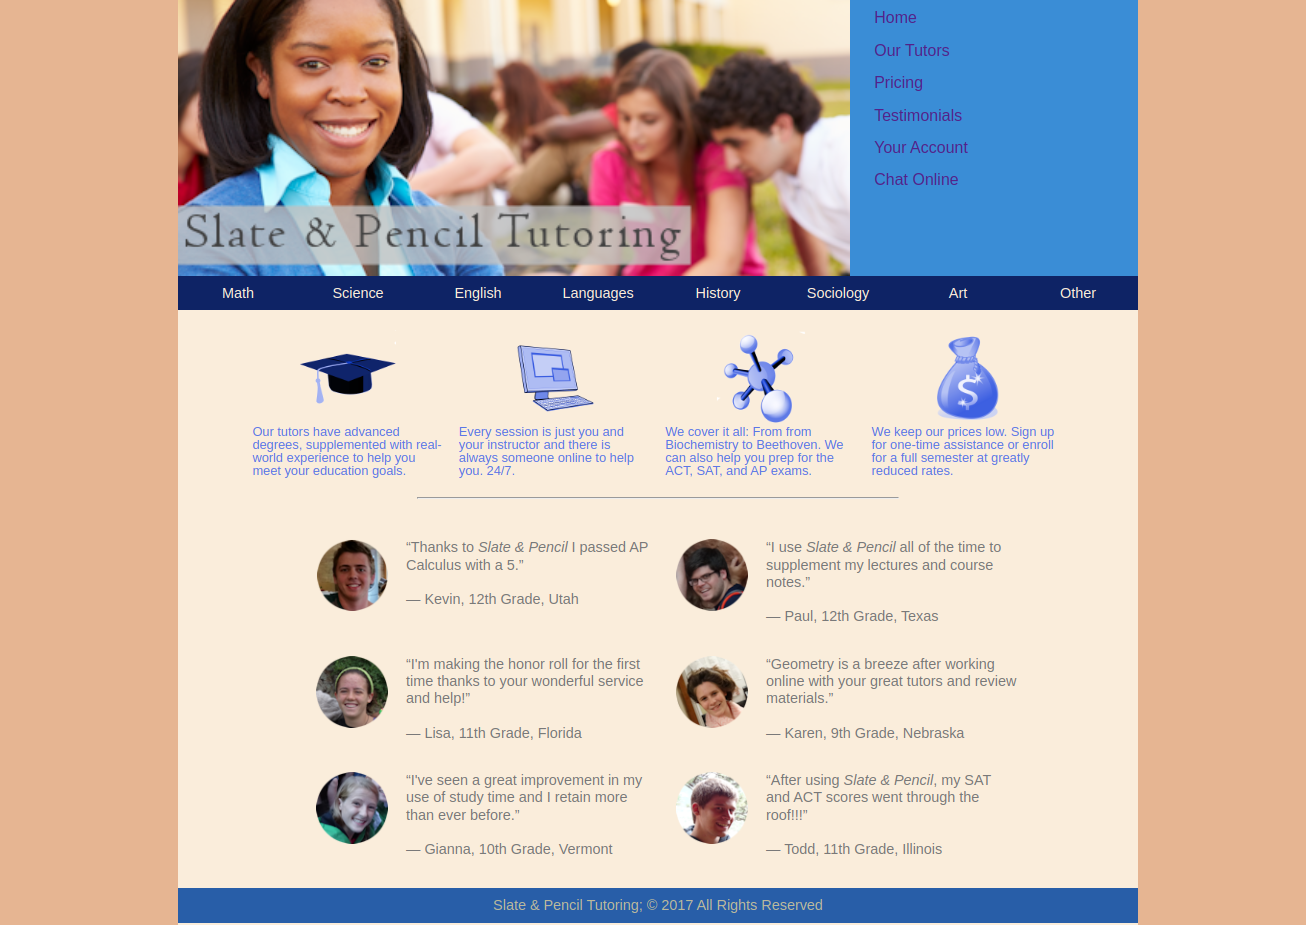 Home
Our Tutors
Pricing
Testimonials
Your Account
Chat Online
Slate & Pencil Tutoring
Math Science English Languages History Sociology Art Other
$
Our tutors have advanced
degrees, supplemented with real-
world experience to help you
meet your education goals.
Every session is just you and
your instructor and there is
always someone online to help
you. 24/7.
We cover it all: From from
Biochemistry to Beethoven. We
can also help you prep for the
ACT, SAT, and AP exams.
We keep our prices low. Sign up
for one-time assistance or enroll
for a full semester at greatly
reduced rates.
“Thanks to Slate & Pencil I passed AP
Calculus with a 5.”
— Kevin, 12th Grade, Utah
“I use Slate & Pencil all of the time to
supplement my lectures and course
notes.”
— Paul, 12th Grade, Texas
“I'm making the honor roll for the first
time thanks to your wonderful service
and help!”
— Lisa, 11th Grade, Florida
“Geometry is a breeze after working
online with your great tutors and review
materials.”
— Karen, 9th Grade, Nebraska
“I've seen a great improvement in my
use of study time and I retain more
than ever before.”
— Gianna, 10th Grade, Vermont
“After using Slate & Pencil, my SAT
and ACT scores went through the
roof!!!”
— Todd, 11th Grade, Illinois
Slate & Pencil Tutoring; © 2017 All Rights Reserved